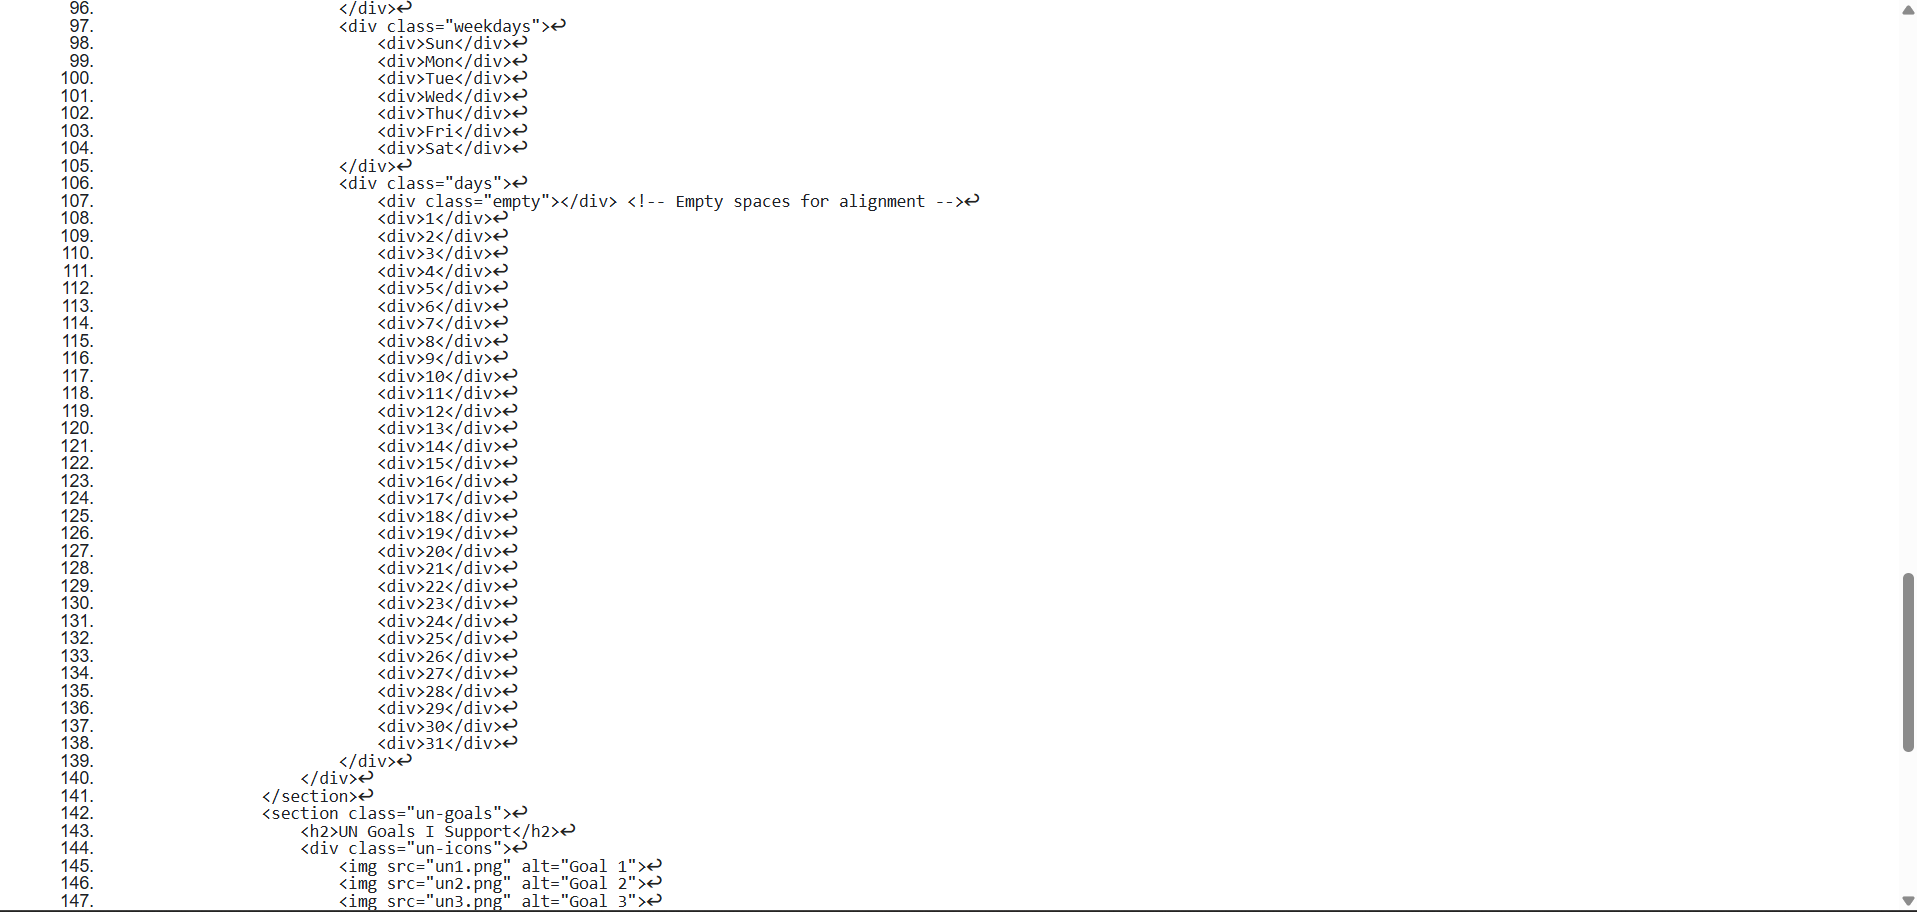 96. </div>↩
97. <div class="weekdays">↩
98. <div>Sun</div>↩
99. <div>Mon</div>↩
100. <div>Tue</div>↩
101. <div>Wed</div>↩
102. <div>Thu</div>↩
103. <div>Fri</div>↩
104. <div>Sat</div>↩
105. </div>↩
106. <div class="days">↩
107. <div class="empty"></div> <!-- Empty spaces for alignment -->↩
108. <div>1</div>↩
109. <div>2</div>↩
110. <div>3</div>↩
111. <div>4</div>↩
112. <div>5</div>↩
113. <div>6</div>↩
114. <div>7</div>↩
115. <div>8</div>↩
116. <div>9</div>↩
117. <div>10</div>↩
118. <div>11</div>↩
119. <div>12</div>↩
120. <div>13</div>↩
121. <div>14</div>↩
122. <div>15</div>↩
123. <div>16</div>↩
124. <div>17</div>↩
125. <div>18</div>↩
126. <div>19</div>↩
127. <div>20</div>↩
128. <div>21</div>↩
129. <div>22</div>↩
130. <div>23</div>↩
131. <div>24</div>↩
132. <div>25</div>↩
133. <div>26</div>↩
134. <div>27</div>↩
135. <div>28</div>↩
136. <div>29</div>↩
137. <div>30</div>↩
138. <div>31</div>↩
139. </div>↩
140. </div>↩
141. </section>↩
142. <section class="un-goals">↩
143. <h2>UN Goals I Support</h2>↩
144. <div class="un-icons">↩
145. <img src="un1.png" alt="Goal 1">↩
146. <img src="un2.png" alt="Goal 2">↩
147. <img src="un3.png" alt="Goal 3">↩